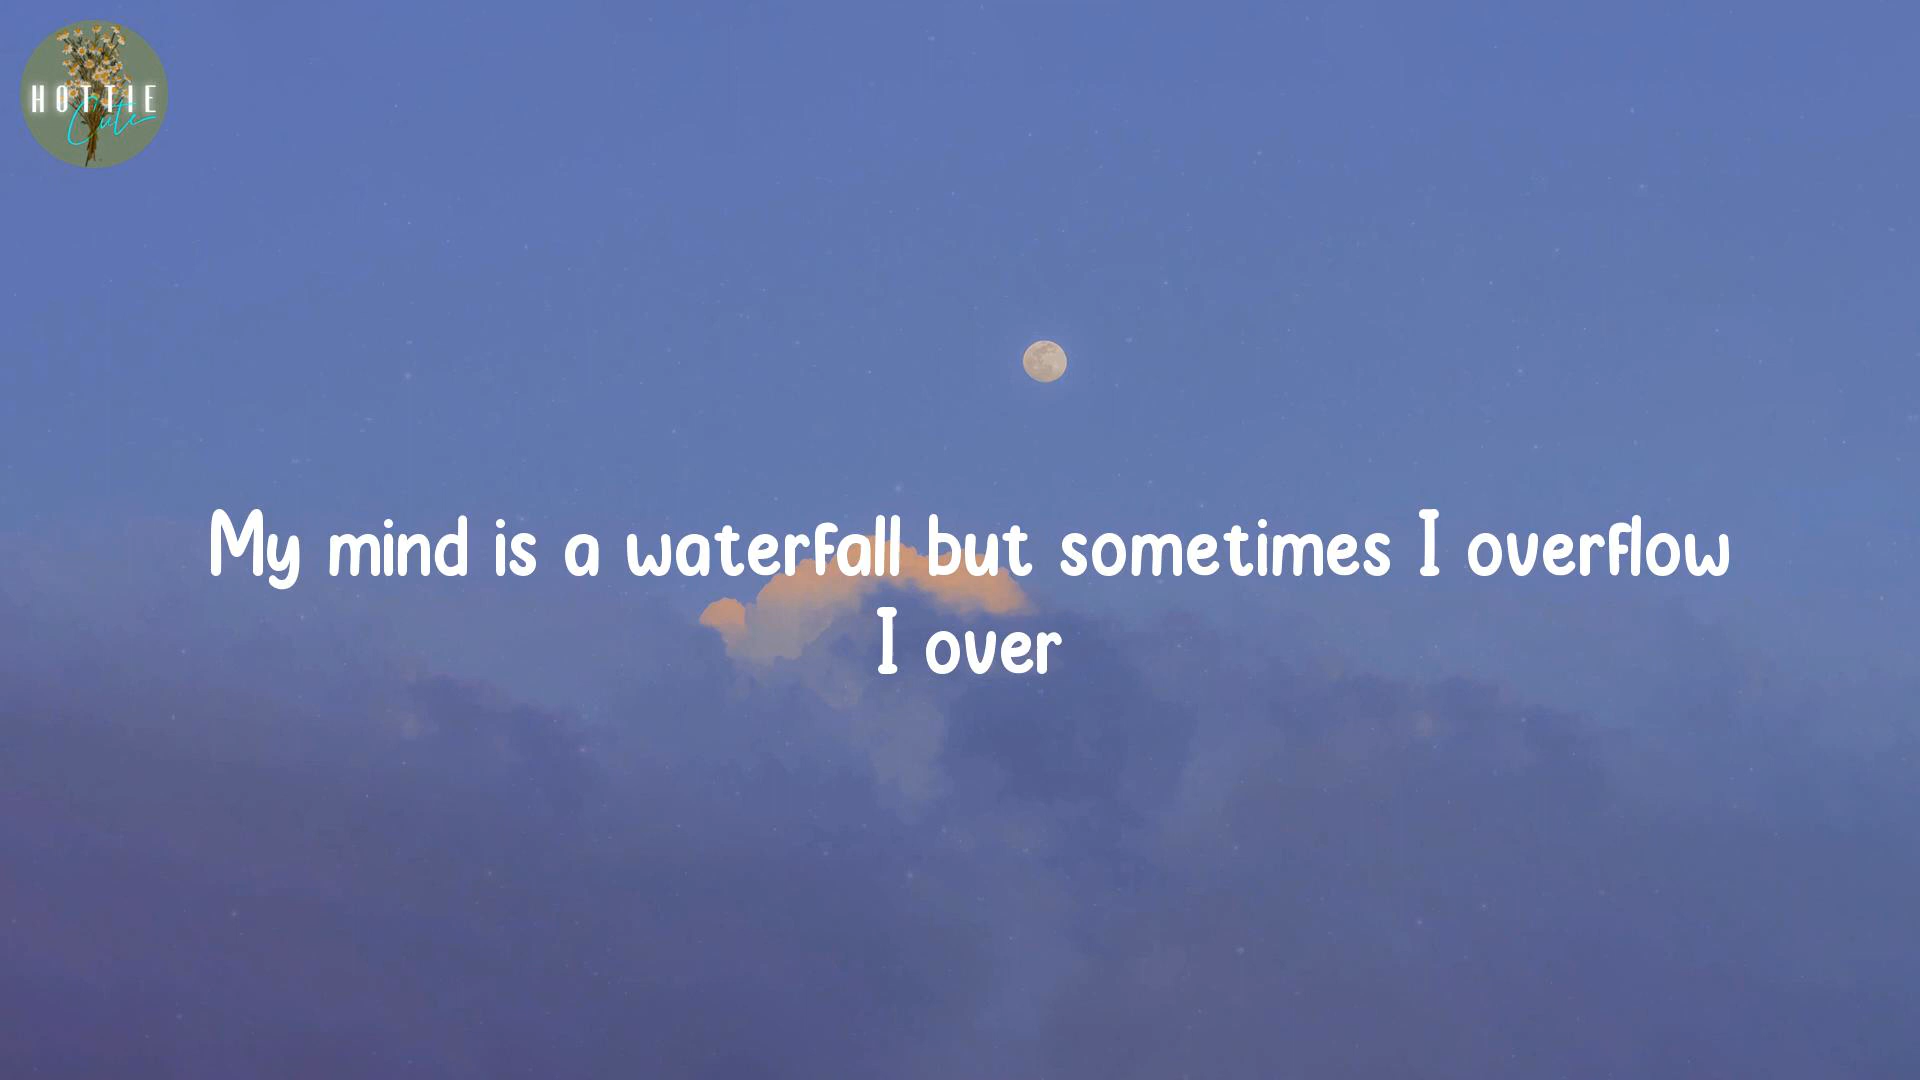 HOTTIE
Cute
My mind is a waterfall but sometimes I overflow
I over